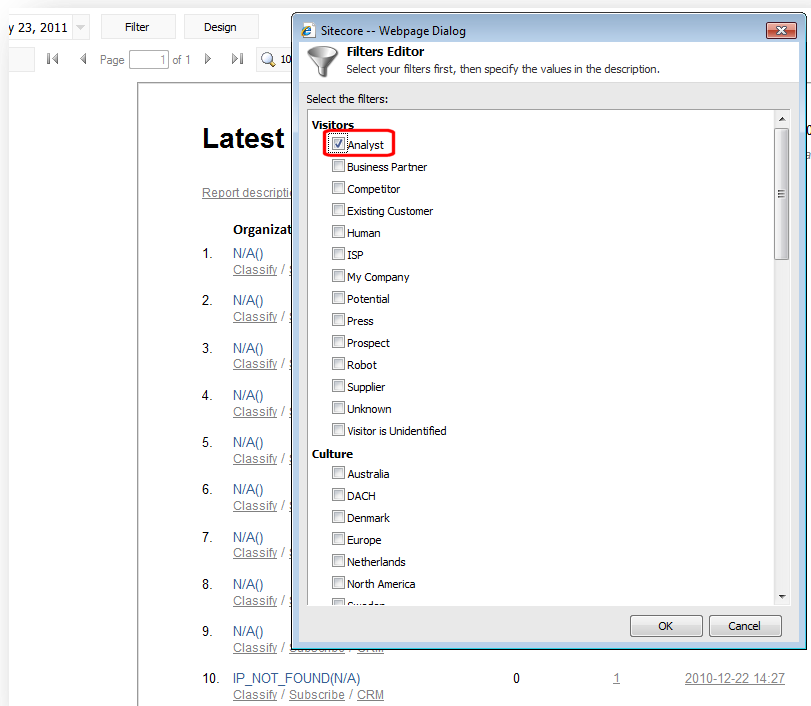 y 23, 2011
Filter
Design
Page 1 of 1
10
Latest
Report descripti
Organizat
1. N/A()
Classify /
2. N/A()
Classify /
3. N/A()
Classify /
4. N/A()
Classify /
5. N/A()
Classify /
6. N/A()
Classify /
7. N/A()
Classify /
8. N/A()
Classify /
9. N/A()
Classify / Subscribe / CRM
10. IP_NOT_FOUND(N/A) 0 1 2010-12-22 14:27
Classify / Subscribe / CRM
Sitecore -- Webpage Dialog
Filters Editor
Select your filters first, then specify the values in the description.
Select the filters:
Visitors
Analyst
Business Partner
Competitor
Existing Customer
Human
ISP
My Company
Potential
Press
Prospect
Robot
Supplier
Unknown
Visitor is Unidentified
Culture
Australia
DACH
Denmark
Europe
Netherlands
North America
Sweden
OK
Cancel